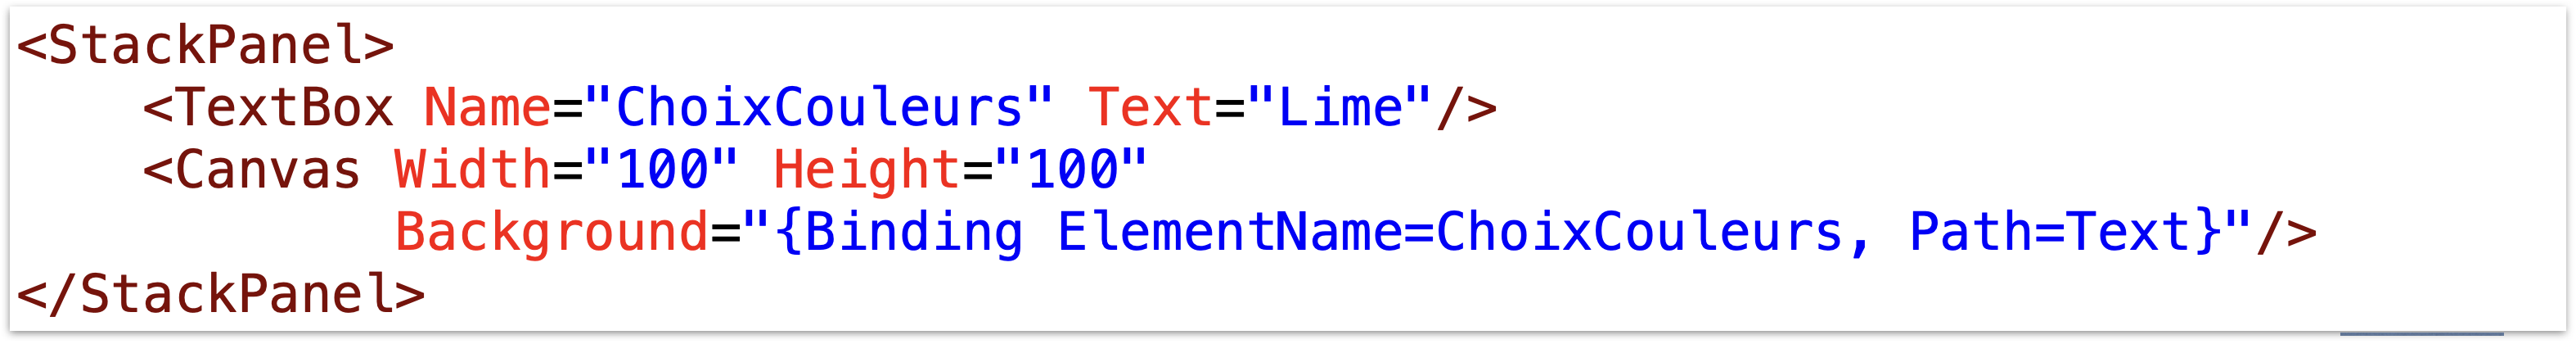 <StackPanel>
    <TextBox Name="ChoixCouleurs" Text="Lime"/>
    <Canvas Width="100" Height="100"
            Background="{Binding ElementName=ChoixCouleurs, Path=Text}"/>
</StackPanel>